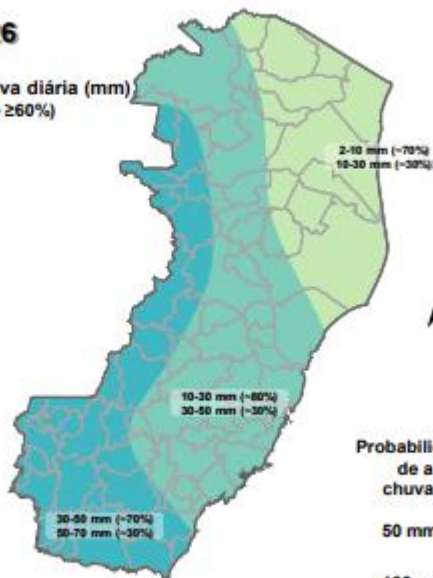 6
va diária (mm)
≥60%)
2-10 mm (~70%)
10-30 mm (~30%)
10-30 mm (~60%)
30-50 mm (~30%)
Probabili
de a
chuva
30-50 mm (~70%)
50-70 mm (~30%)
50 mm